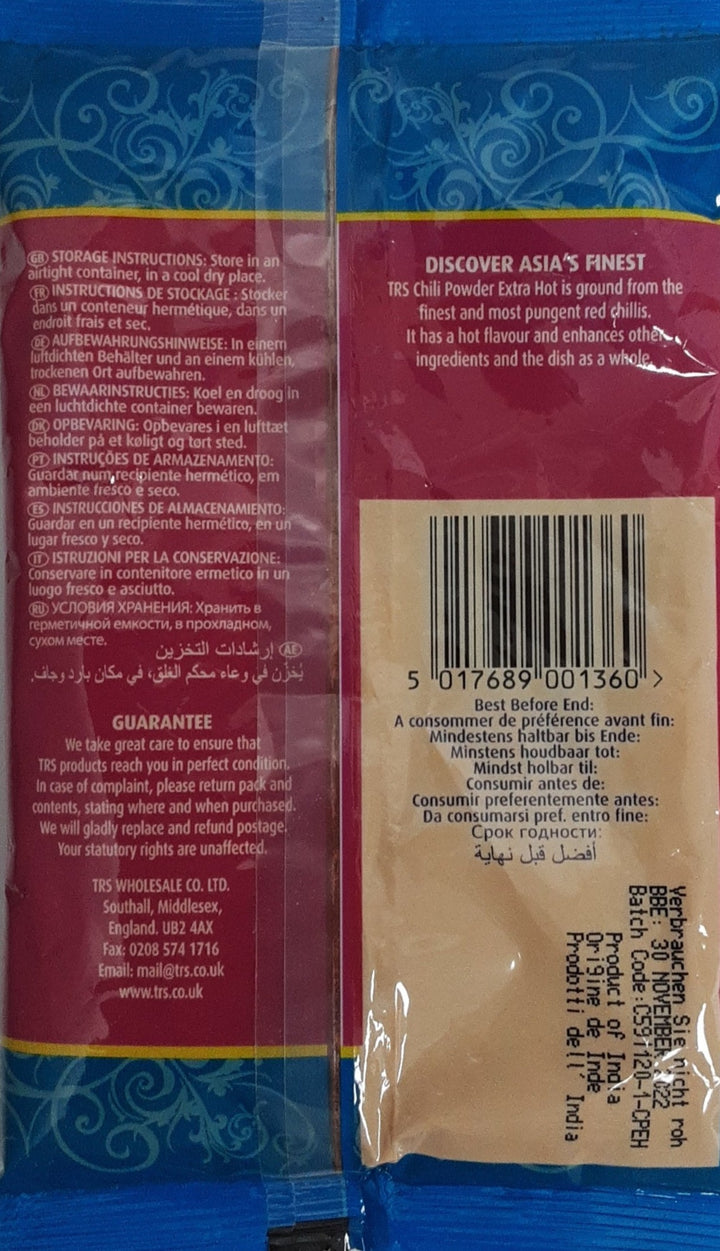 GB STORAGE INSTRUCTIONS: Store in an
airtight container, in a cool dry place.
FR INSTRUCTIONS DE STOCKAGE : Stocker
dans un conteneur hermétique, dans un
endroit frais et sec.
DE AUFBEWAHRUNGSHINWEISE: In einem
luftdichten Behälter und an einem kühlen,
trockenen Ort aufbewahren.
NL BEWAARINSTRUCTIES: Koel en droog in
een luchtdichte container bewaren.
DK OPBEVARING: Opbevares i en lufttæt
beholder på et køligt og tørt sted.
PT INSTRUÇÕES DE ARMAZENAMENTO:
Guardar num recipiente hermético, em
ambiente fresco e seco.
ES INSTRUCCIONES DE ALMACENAMIENTO:
Guardar en un recipiente hermético, en un
lugar fresco y seco.
IT ISTRUZIONI PER LA CONSERVAZIONE:
Conservare in contenitore ermetico in un
luogo fresco e asciutto.
RU УСЛОВИЯ ХРАНЕНИЯ: Хранить в
герметичной емкости, в прохладном,
сухом месте.
AE إرشادات التخزين
يُخزّن في وعاء محكم الغلق، في مكان بارد وجاف.
GUARANTEE
We take great care to ensure that
TRS products reach you in perfect condition.
In case of complaint, please return pack and
contents, stating where and when purchased.
We will gladly replace and refund postage.
Your statutory rights are unaffected.
TRS WHOLESALE CO. LTD.
Southall, Middlesex,
England. UB2 4AX
Fax: 0208 574 1716
Email: mail@trs.co.uk
www.trs.co.uk
DISCOVER ASIA'S FINEST
TRS Chili Powder Extra Hot is ground from the
finest and most pungent red chillis.
It has a hot flavour and enhances other
ingredients and the dish as a whole.
5 017689 001360 >
Best Before End:
A consommer de préférence avant fin:
Mindestens haltbar bis Ende:
Minstens houdbaar tot:
Mindst holbar til:
Consumir antes de:
Consumir preferentemente antes:
Da consumarsi pref. entro fine:
Срок годности:
أفضل قبل نهاية
Verbrauchen Sie nicht roh
BBE: 30 NOVEMBER 2022
Batch Code:C591120-1-CPEH
Product of India
Origine de Inde
Prodotti dell' India